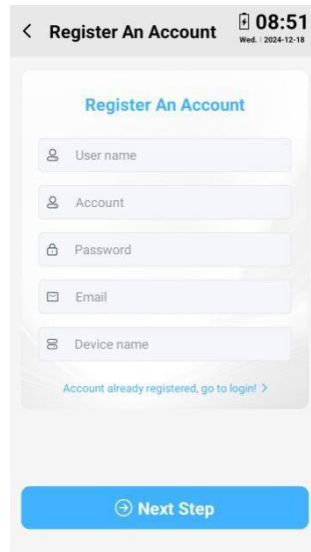 Register An Account
08:51
Wed. 2024-12-18
Register An Account
User name
Account
Password
Email
Device name
Account already registered, go to login!
Next Step